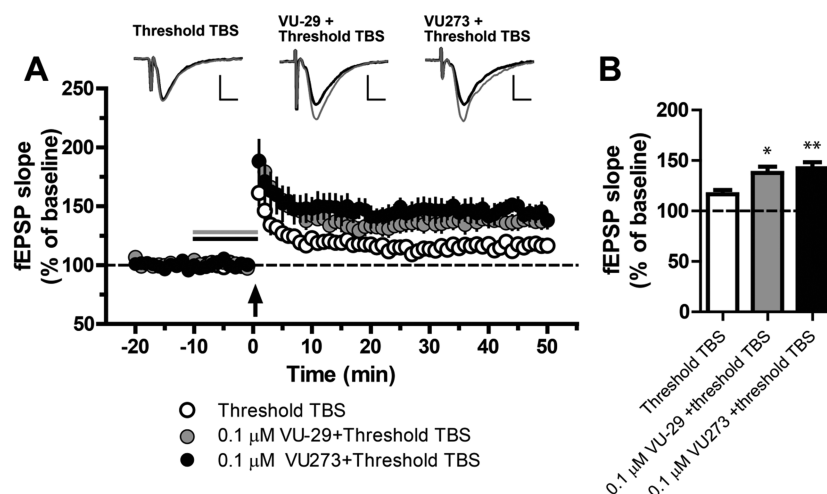 Threshold TBS
VU-29 +
Threshold TBS
VU273 +
Threshold TBS
A
fEPSP slope
(% of baseline)
250
200
150
100
50
-20
-10
0
10
20
30
40
50
Time (min)
Threshold TBS
0.1 μM VU-29+Threshold TBS
0.1 μM VU273+Threshold TBS
B
fEPSP slope
(% of baseline)
200
150
100
50
0
*
**
Threshold TBS
0.1 μM VU-29 +threshold TBS
0.1 μM VU273 +threshold TBS